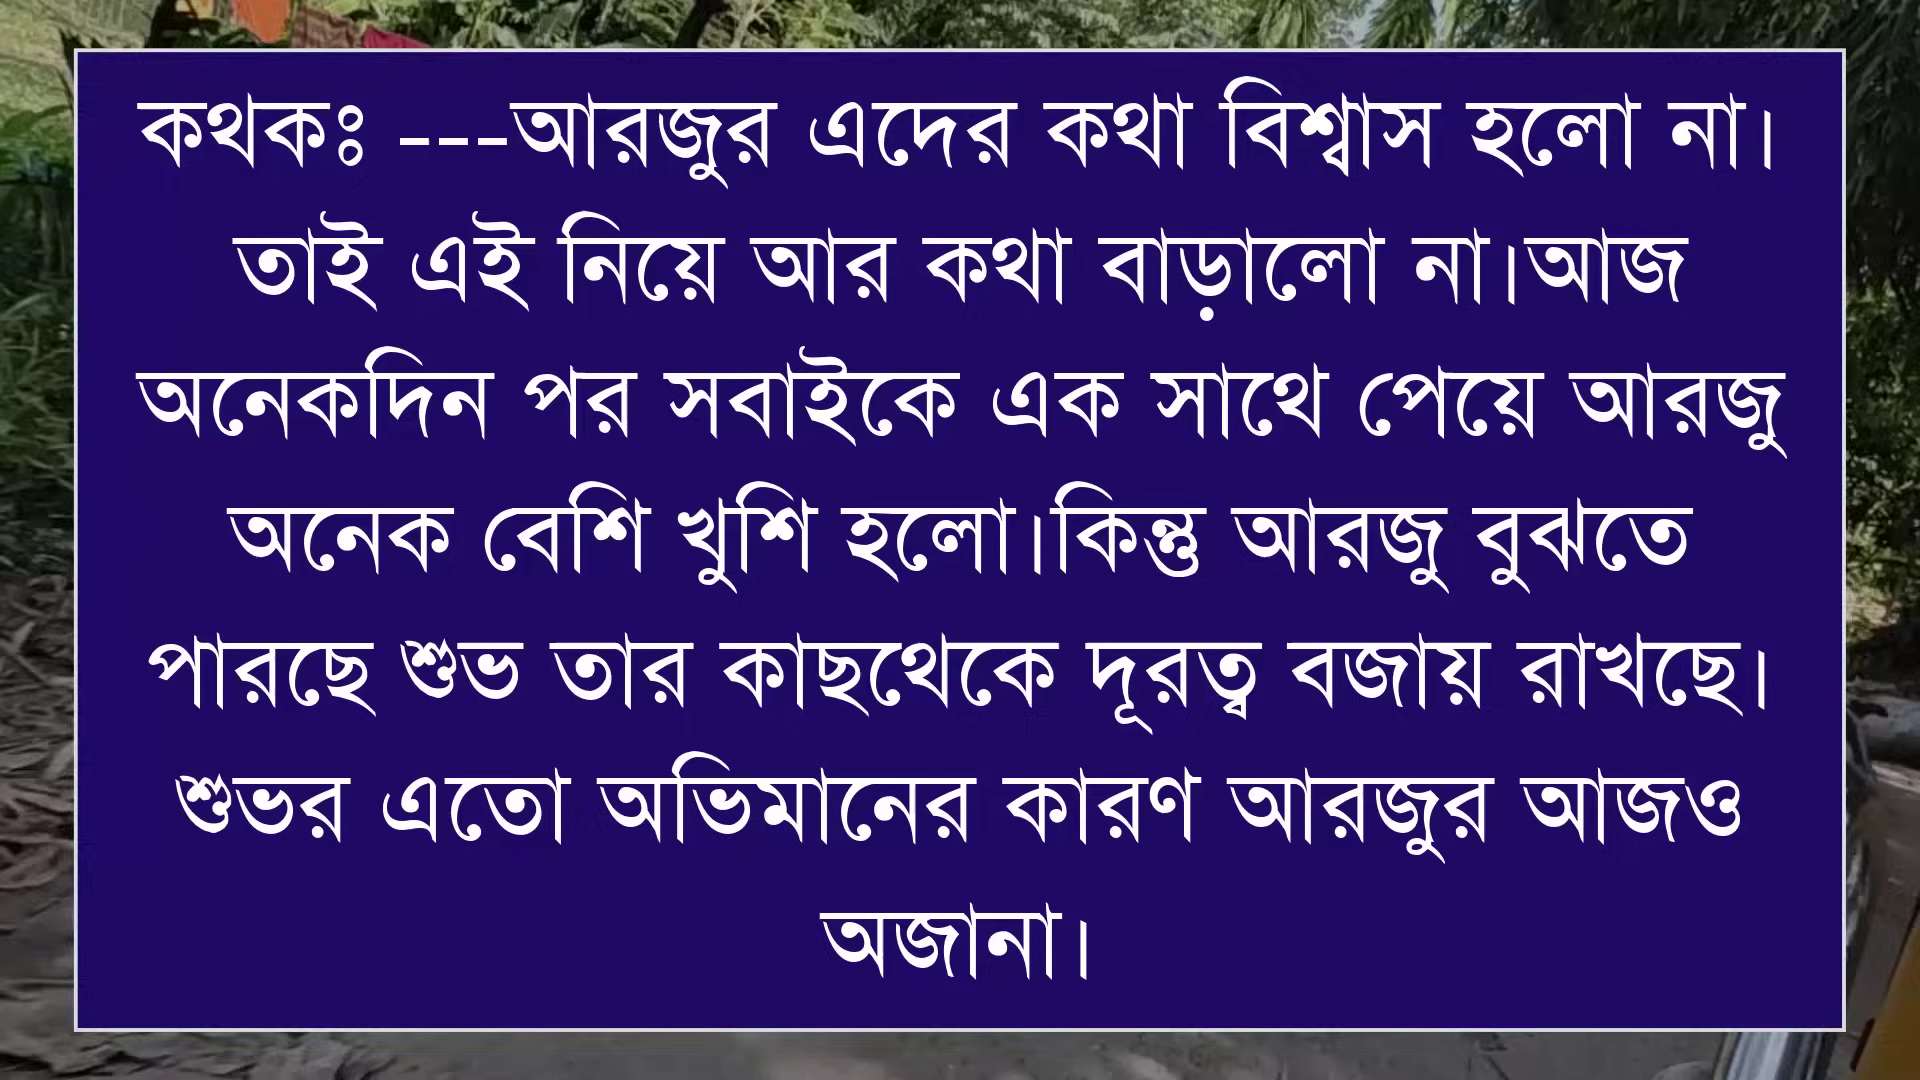 কথকঃ ---আরজুর এদের কথা বিশ্বাস হলো না।
তাই এই নিয়ে আর কথা বাড়ালো না।আজ
অনেকদিন পর সবাইকে এক সাথে পেয়ে আরজু
অনেক বেশি খুশি হলো।কিন্তু আরজু বুঝতে
পারছে শুভ তার কাছথেকে দূরত্ব বজায় রাখছে।
শুভর এতো অভিমানের কারণ আরজুর আজও
অজানা।